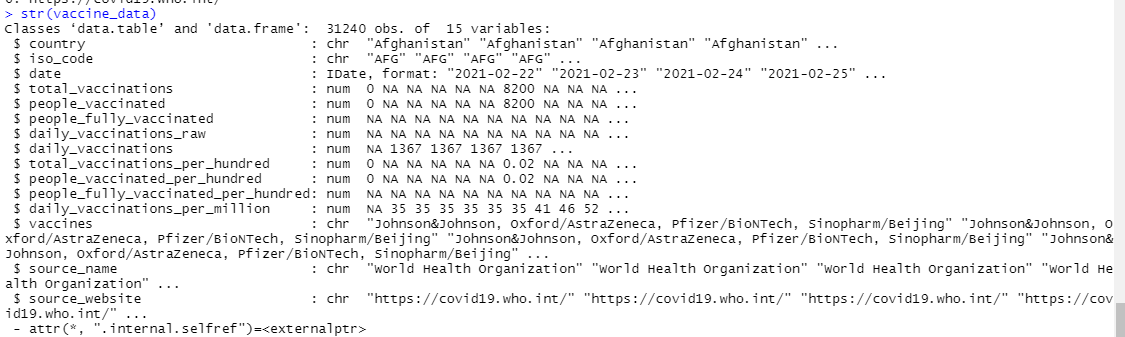 > str(vaccine_data)
Classes ‘data.table’ and 'data.frame':  31240 obs. of  15 variables:
 $ country                            : chr  "Afghanistan" "Afghanistan" "Afghanistan" "Afghanistan" ...
 $ iso_code                           : chr  "AFG" "AFG" "AFG" "AFG" ...
 $ date                               : IDate, format: "2021-02-22" "2021-02-23" "2021-02-24" "2021-02-25" ...
 $ total_vaccinations                 : num  0 NA NA NA NA 8200 NA NA NA ...
 $ people_vaccinated                  : num  0 NA NA NA NA 8200 NA NA NA ...
 $ people_fully_vaccinated            : num  NA NA NA NA NA NA NA NA NA ...
 $ daily_vaccinations_raw             : num  NA NA NA NA NA NA NA NA NA ...
 $ daily_vaccinations                 : num  NA 1367 1367 1367 1367 ...
 $ total_vaccinations_per_hundred     : num  0 NA NA NA NA 0.02 NA NA NA ...
 $ people_vaccinated_per_hundred      : num  0 NA NA NA NA 0.02 NA NA NA ...
 $ people_fully_vaccinated_per_hundred: num  NA NA NA NA NA NA NA NA NA ...
 $ daily_vaccinations_per_million     : num  NA 35 35 35 35 35 35 41 46 52 ...
 $ vaccines                           : chr  "Johnson&Johnson, Oxford/AstraZeneca, Pfizer/BioNTech, Sinopharm/Beijing" "Johnson&Johnson, O
xford/AstraZeneca, Pfizer/BioNTech, Sinopharm/Beijing" "Johnson&Johnson, Oxford/AstraZeneca, Pfizer/BioNTech, Sinopharm/Beijing" "Johnson&
Johnson, Oxford/AstraZeneca, Pfizer/BioNTech, Sinopharm/Beijing" ...
 $ source_name                        : chr  "World Health Organization" "World Health Organization" "World Health Organization" "World He
alth Organization" ...
 $ source_website                     : chr  "https://covid19.who.int/" "https://covid19.who.int/" "https://covid19.who.int/" "https://cov
id19.who.int/" ...
 - attr(*, ".internal.selfref")=<externalptr>